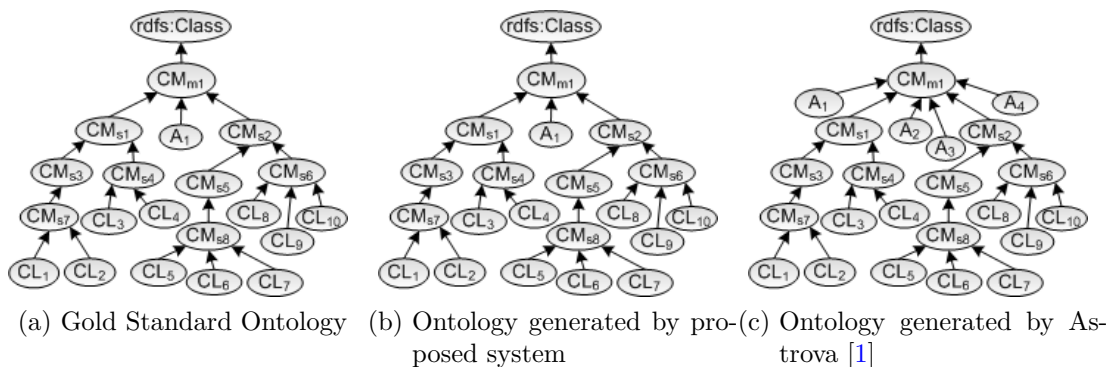 rdfs:Class
CMm1
CMs1
A1
CMs2
CMs3
CMs4
CMs5
CMs6
CMs7
CL3
CL4
CL8
CL10
CMs8
CL9
CL1
CL2
CL5
CL6
CL7
(a) Gold Standard Ontology
rdfs:Class
CMm1
CMs1
A1
CMs2
CMs3
CMs4
CMs5
CMs6
CMs7
CL3
CL4
CL8
CL10
CMs8
CL9
CL1
CL2
CL5
CL6
CL7
(b) Ontology generated by pro-
posed system
rdfs:Class
CMm1
A1
A4
CMs1
A2
CMs2
A3
CMs3
CMs4
CMs5
CMs6
CMs7
CL3
CL4
CL8
CL10
CMs8
CL9
CL1
CL2
CL5
CL6
CL7
(c) Ontology generated by As-
trova [1]